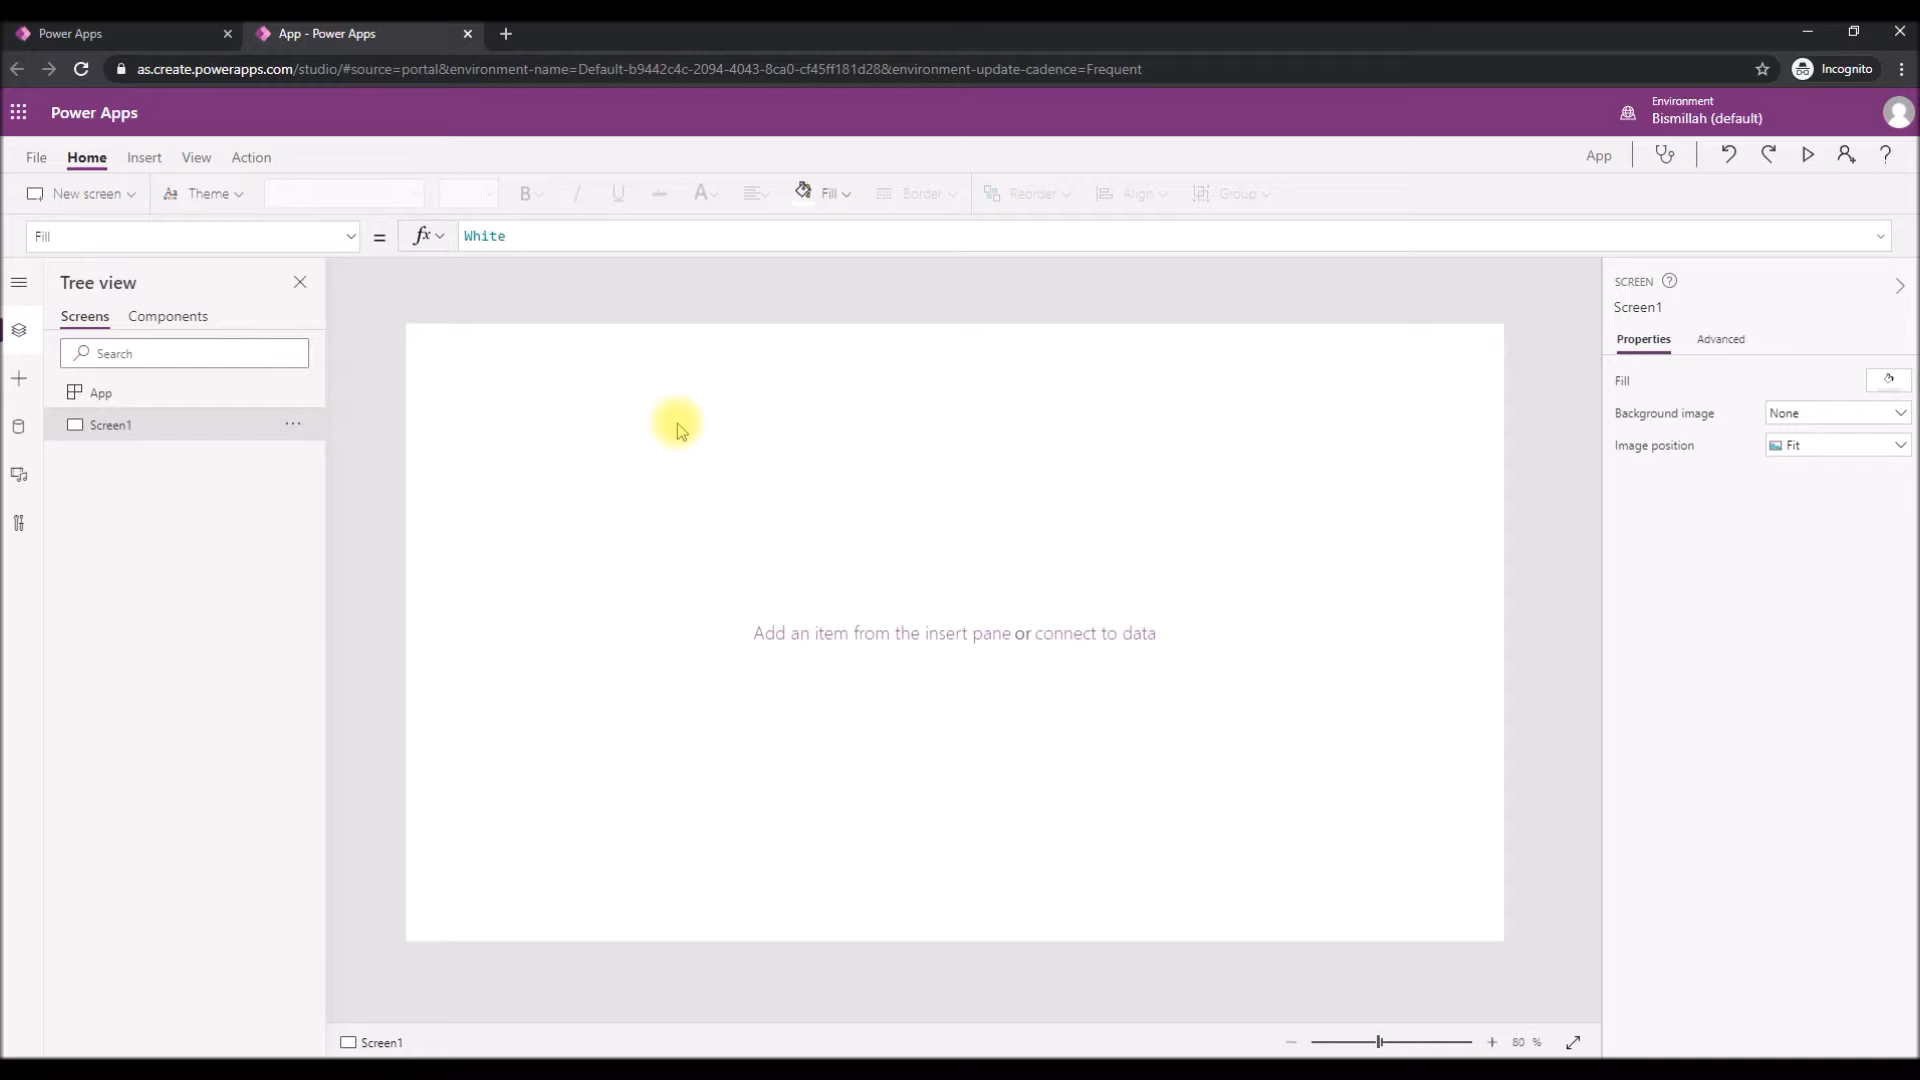 Power Apps
App - Power Apps
as.create.powerapps.com/studio/#source=portal&environment-name=Default-b9442c4c-2094-4043-8ca0-cf45ff181d28&environment-update-cadence=Frequent
Incognito
Power Apps
Environment
Bismillah (default)
File Home Insert View Action
App
New screen Theme B I U A Fill Border Reorder Align Group
Fill = fx White
Tree view
Screens Components
Search
App
Screen1
Add an item from the insert pane or connect to data
SCREEN
Screen1
Properties Advanced
Fill
Background image None
Image position Fit
Screen1
80 %